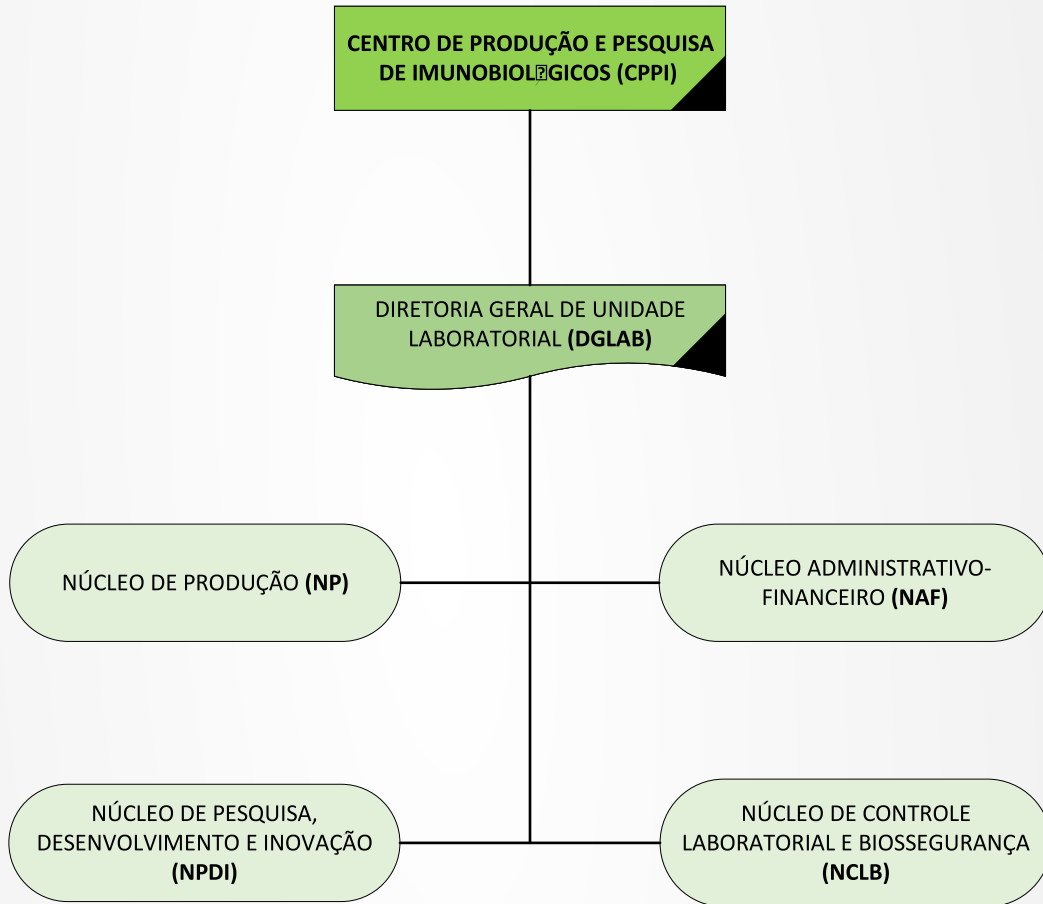 CENTRO DE PRODUÇÃO E PESQUISA
DE IMUNOBIOL�GICOS (CPPI)
DIRETORIA GERAL DE UNIDADE
LABORATORIAL (DGLAB)
NÚCLEO DE PRODUÇÃO (NP)
NÚCLEO ADMINISTRATIVO-
FINANCEIRO (NAF)
NÚCLEO DE PESQUISA,
DESENVOLVIMENTO E INOVAÇÃO
(NPDI)
NÚCLEO DE CONTROLE
LABORATORIAL E BIOSSEGURANÇA
(NCLB)